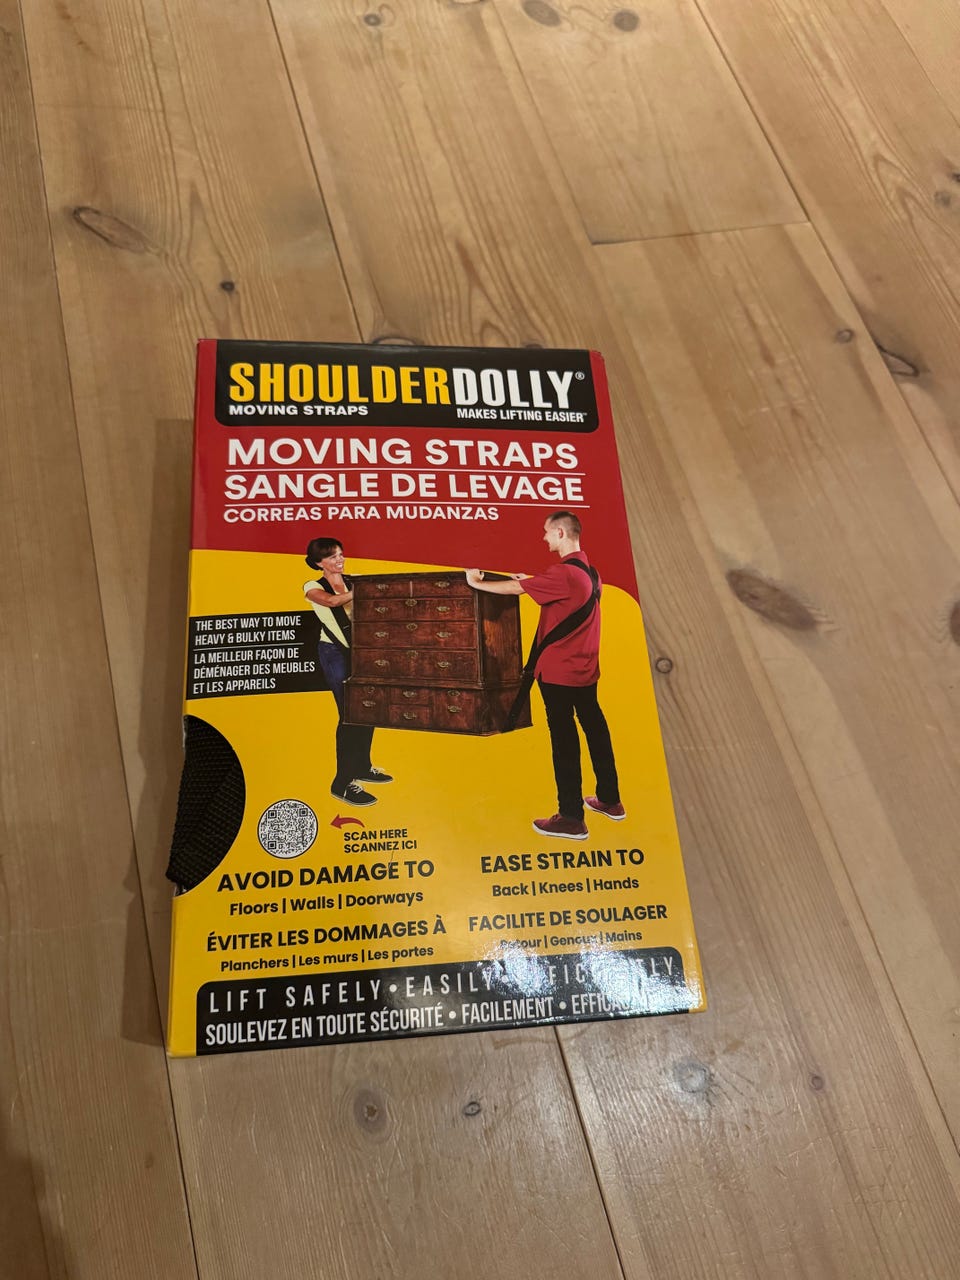 SHOULDERDOLLY®
MOVING STRAPS MAKES LIFTING EASIER™
MOVING STRAPS
SANGLE DE LEVAGE
CORREAS PARA MUDANZAS
THE BEST WAY TO MOVE
HEAVY & BULKY ITEMS
LA MEILLEUR FAÇON DE
DÉMÉNAGER DES MEUBLES
ET LES APPAREILS
SCAN HERE
SCANNEZ ICI
AVOID DAMAGE TO
Floors | Walls | Doorways
ÉVITER LES DOMMAGES À
Planchers | Les murs | Les portes
EASE STRAIN TO
Back | Knees | Hands
FACILITE DE SOULAGER
| Genoux | Mains
LIFT SAFELY • EASILY
SOULEVEZ EN TOUTE SÉCURITÉ • FACILEMENT •